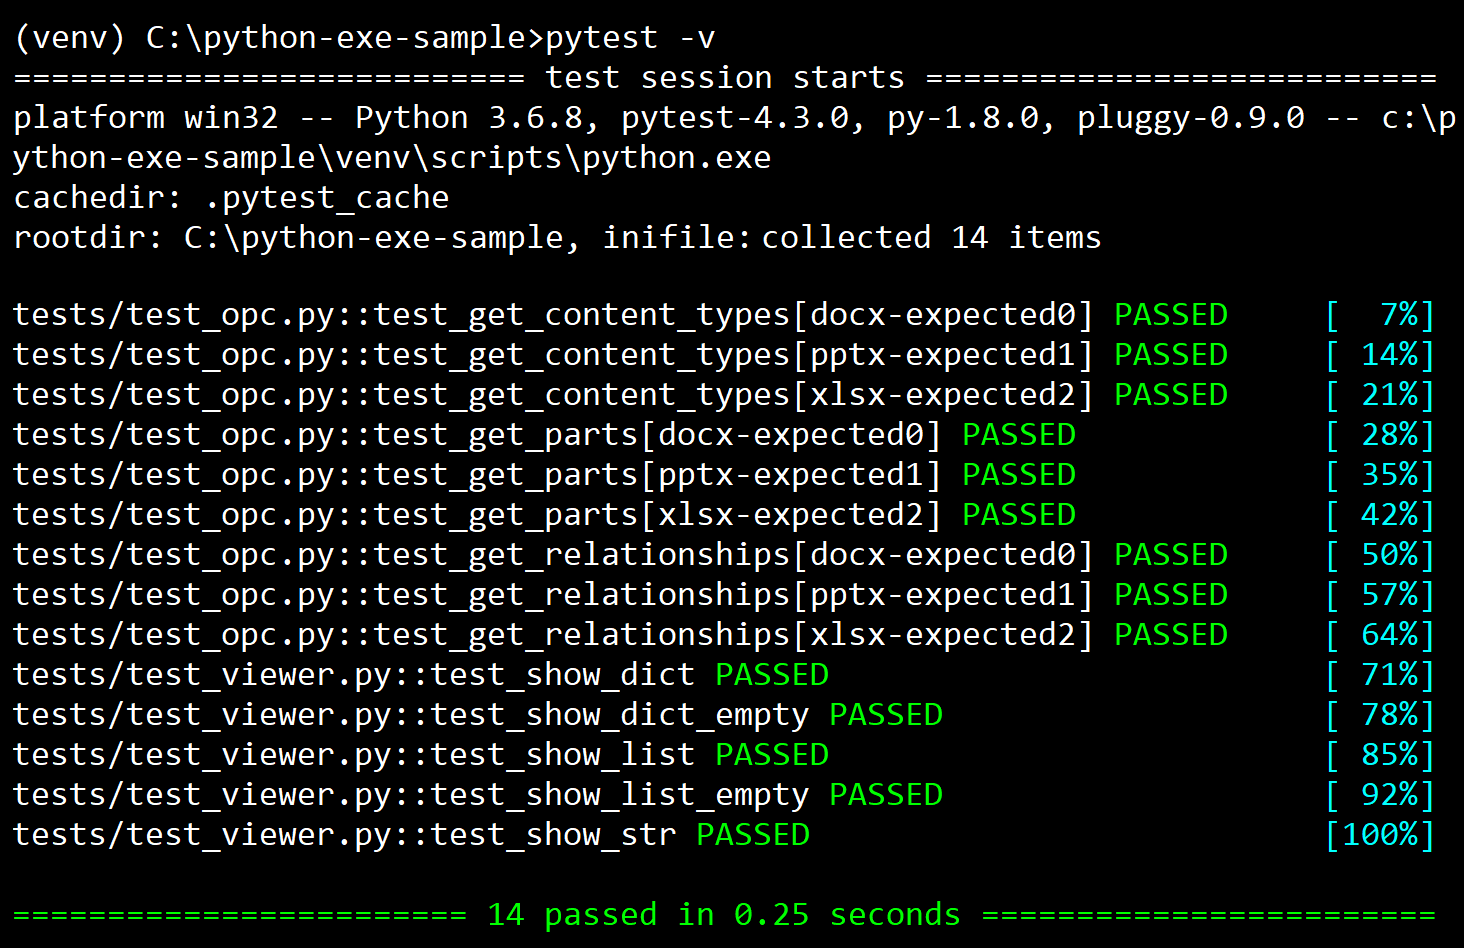 (venv) C:\python-exe-sample>pytest -v
=========================== test session starts ===========================
platform win32 -- Python 3.6.8, pytest-4.3.0, py-1.8.0, pluggy-0.9.0 -- c:\p
ython-exe-sample\venv\scripts\python.exe
cachedir: .pytest_cache
rootdir: C:\python-exe-sample, inifile: collected 14 items
tests/test_opc.py::test_get_content_types[docx-expected0] PASSED     [  7%]
tests/test_opc.py::test_get_content_types[pptx-expected1] PASSED     [ 14%]
tests/test_opc.py::test_get_content_types[xlsx-expected2] PASSED     [ 21%]
tests/test_opc.py::test_get_parts[docx-expected0] PASSED             [ 28%]
tests/test_opc.py::test_get_parts[pptx-expected1] PASSED             [ 35%]
tests/test_opc.py::test_get_parts[xlsx-expected2] PASSED             [ 42%]
tests/test_opc.py::test_get_relationships[docx-expected0] PASSED     [ 50%]
tests/test_opc.py::test_get_relationships[pptx-expected1] PASSED     [ 57%]
tests/test_opc.py::test_get_relationships[xlsx-expected2] PASSED     [ 64%]
tests/test_viewer.py::test_show_dict PASSED                          [ 71%]
tests/test_viewer.py::test_show_dict_empty PASSED                    [ 78%]
tests/test_viewer.py::test_show_list PASSED                          [ 85%]
tests/test_viewer.py::test_show_list_empty PASSED                    [ 92%]
tests/test_viewer.py::test_show_str PASSED                           [100%]
======================== 14 passed in 0.25 seconds ========================